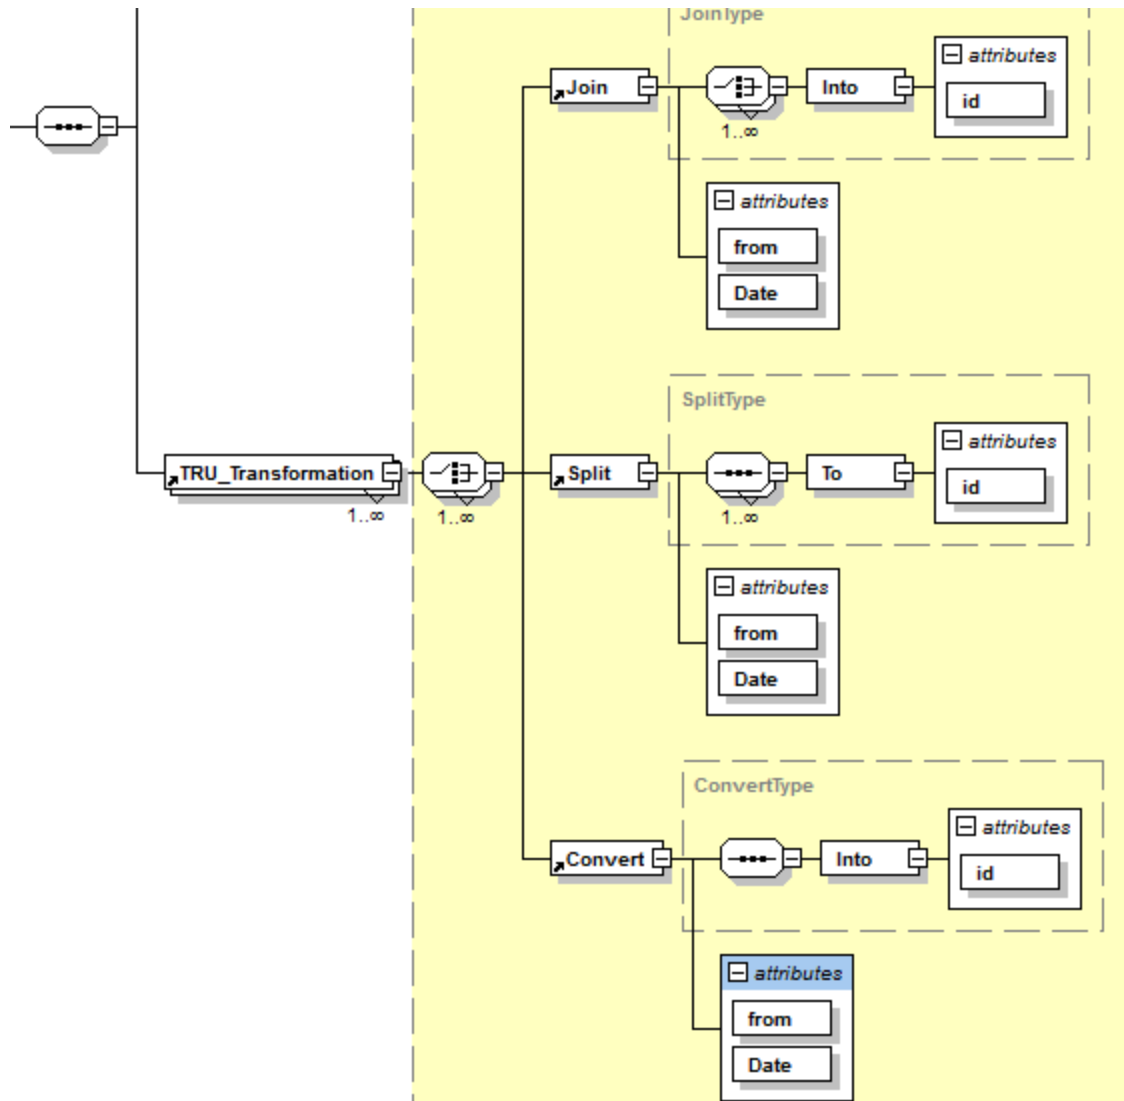 JoinType
attributes
Join
Into
id
1..∞
attributes
from
Date
SplitType
attributes
TRU_Transformation
Split
To
id
1..∞
1..∞
1..∞
attributes
from
Date
ConvertType
attributes
Convert
Into
id
attributes
from
Date